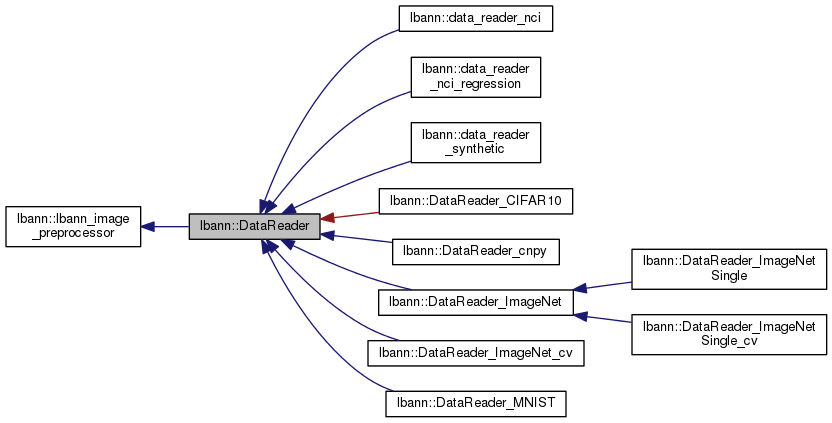 lbann::lbann_image
_preprocessor
lbann::DataReader
lbann::data_reader_nci
lbann::data_reader
_nci_regression
lbann::data_reader
_synthetic
lbann::DataReader_CIFAR10
lbann::DataReader_cnpy
lbann::DataReader_ImageNet
lbann::DataReader_ImageNet_cv
lbann::DataReader_MNIST
lbann::DataReader_ImageNet
Single
lbann::DataReader_ImageNet
Single_cv